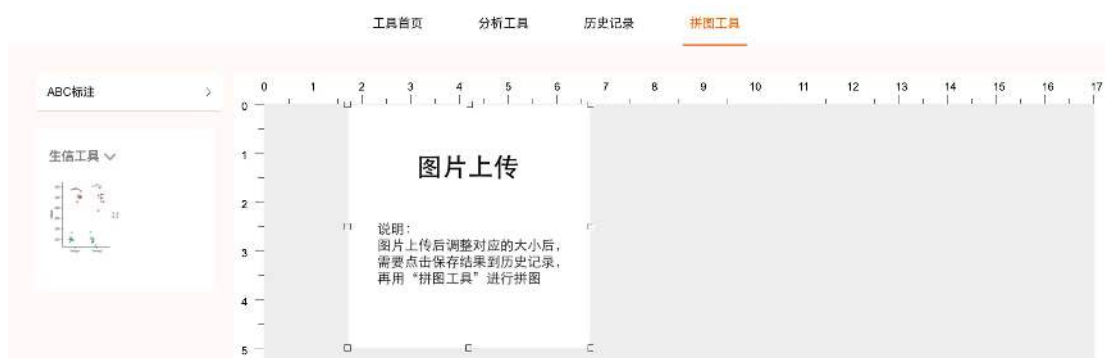 工具首页 分析工具 历史记录 拼图工具
ABC标注
0 1 2 3 4 5 6 7 8 9 10 11 12 13 14 15 16 17
0
生信工具
1
图片上传
2
说明：
图片上传后调整对应的大小后，
3
需要点击保存结果到历史记录，
再用“拼图工具”进行拼图
4
5